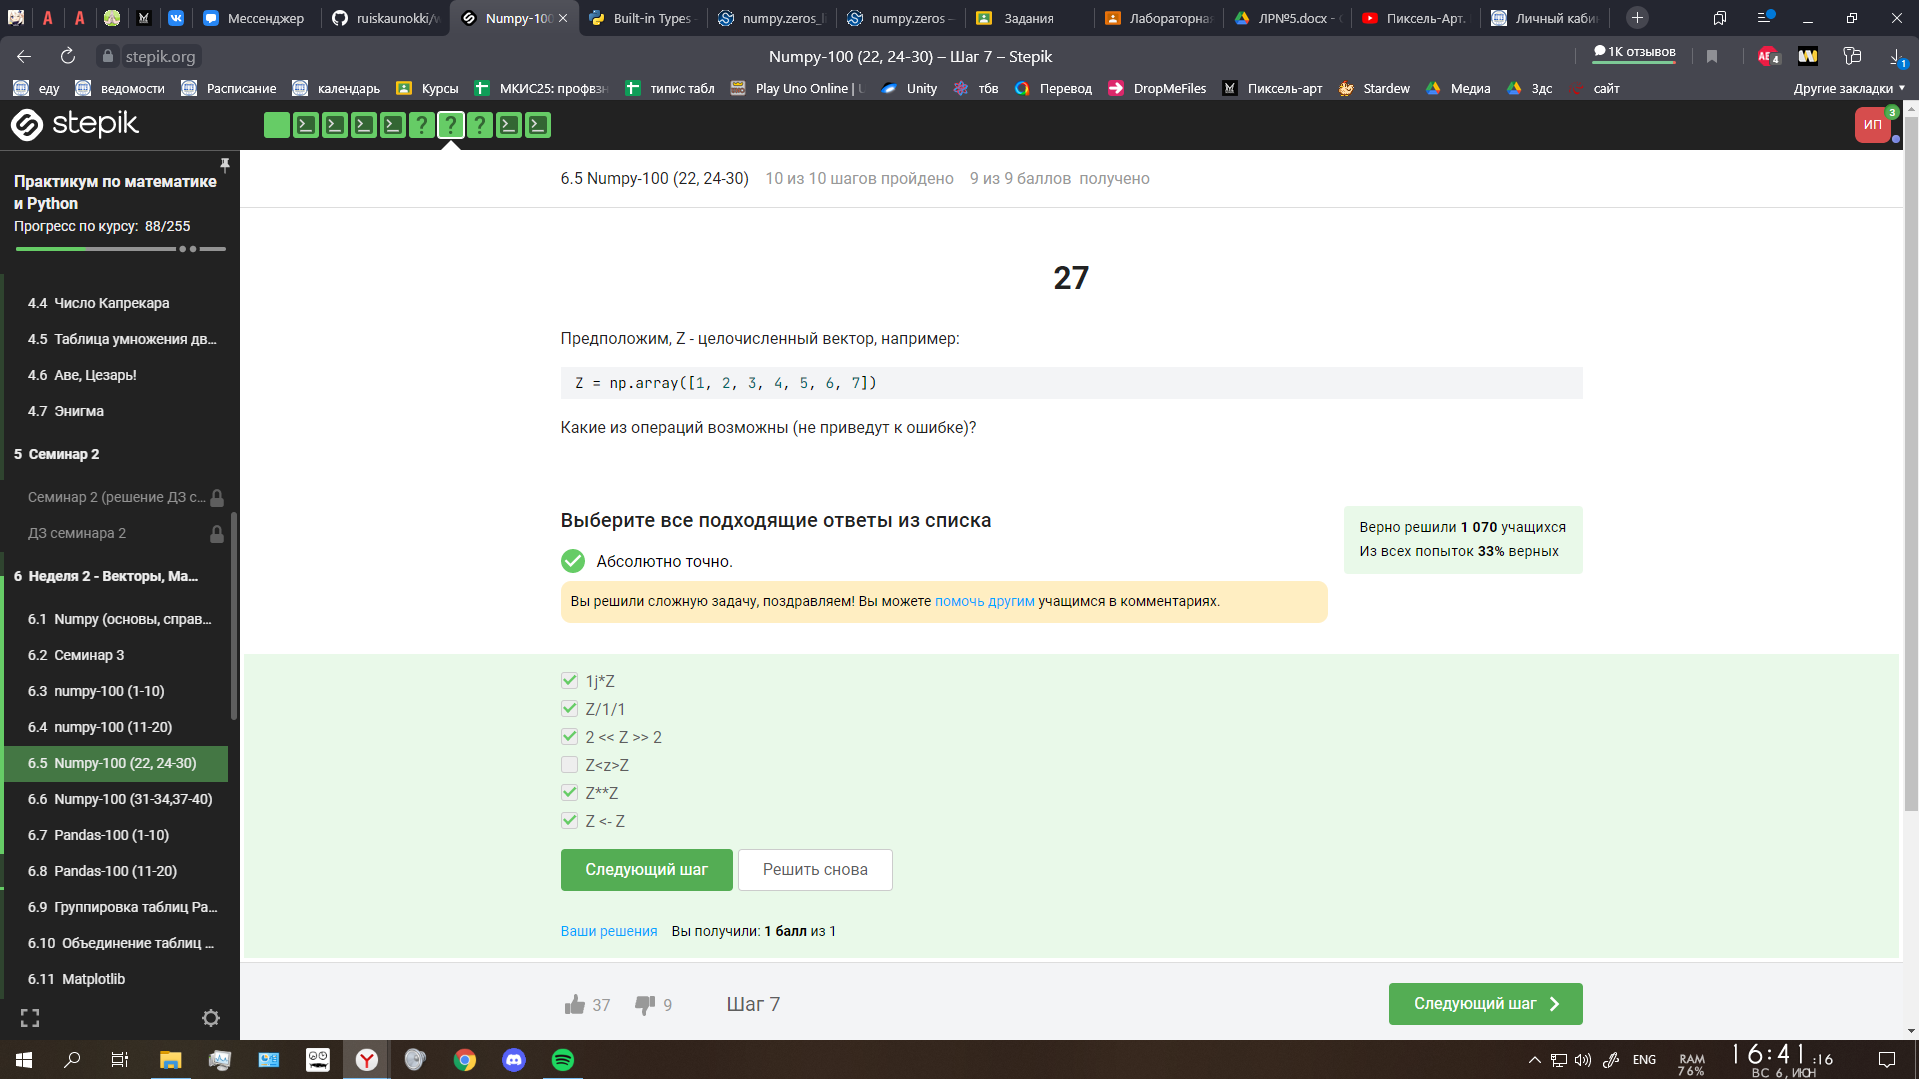 Мессенджер
ruiskaunokki/
Numpy-100
Built-in Types
numpy.zeros_l
numpy.zeros —
Задания
Лабораторная
ЛР№5.docx - 
Пиксель-Арт.
Личный каби
stepik.org
Numpy-100 (22, 24-30) – Шаг 7 – Stepik
1К отзывов
4
1
еду
ведомости
Расписание
календарь
Курсы
МКИС25: профвзн
типис табл
Play Uno Online |
Unity
тбв
Перевод
DropMeFiles
Пиксель-арт
Stardew
Медиа
3дс
сайт
Другие закладки
stepik
ИП
3
Практикум по математике
и Python
Прогресс по курсу: 88/255
4.4 Число Капрекара
4.5 Таблица умножения дв...
4.6 Аве, Цезарь!
4.7 Энигма
5 Семинар 2
Семинар 2 (решение ДЗ с...
ДЗ семинара 2
6 Неделя 2 - Векторы, Ма...
6.1 Numpy (основы, справ...
6.2 Семинар 3
6.3 numpy-100 (1-10)
6.4 numpy-100 (11-20)
6.5 Numpy-100 (22, 24-30)
6.6 Numpy-100 (31-34,37-40)
6.7 Pandas-100 (1-10)
6.8 Pandas-100 (11-20)
6.9 Группировка таблиц Pa...
6.10 Объединение таблиц ...
6.11 Matplotlib
6.5 Numpy-100 (22, 24-30) 10 из 10 шагов пройдено 9 из 9 баллов получено
27
Предположим, Z - целочисленный вектор, например:
Z = np.array([1, 2, 3, 4, 5, 6, 7])
Какие из операций возможны (не приведут к ошибке)?
Выберите все подходящие ответы из списка
Абсолютно точно.
Вы решили сложную задачу, поздравляем! Вы можете помочь другим учащимся в комментариях.
Верно решили 1 070 учащихся
Из всех попыток 33% верных
1j*Z
Z/1/1
2 << Z >> 2
Z<z>Z
Z**Z
Z <- Z
Следующий шаг
Решить снова
Ваши решения Вы получили: 1 балл из 1
37
9
Шаг 7
Следующий шаг
ENG
RAM
76%
16:41:16
ВС 6, ИЮН